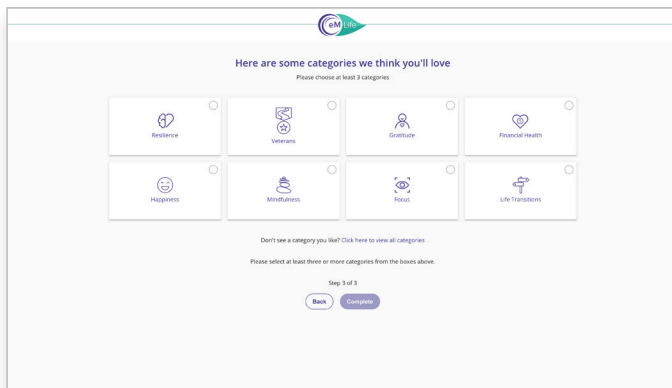 eM Life
Here are some categories we think you'll love
Please choose at least 3 categories
Resilience
Veterans
Gratitude
Financial Health
Happiness
Mindfulness
Focus
Life Transitions
Don't see a category you like? Click here to view all categories
Please select at least three or more categories from the boxes above.
Step 3 of 3
Back
Complete